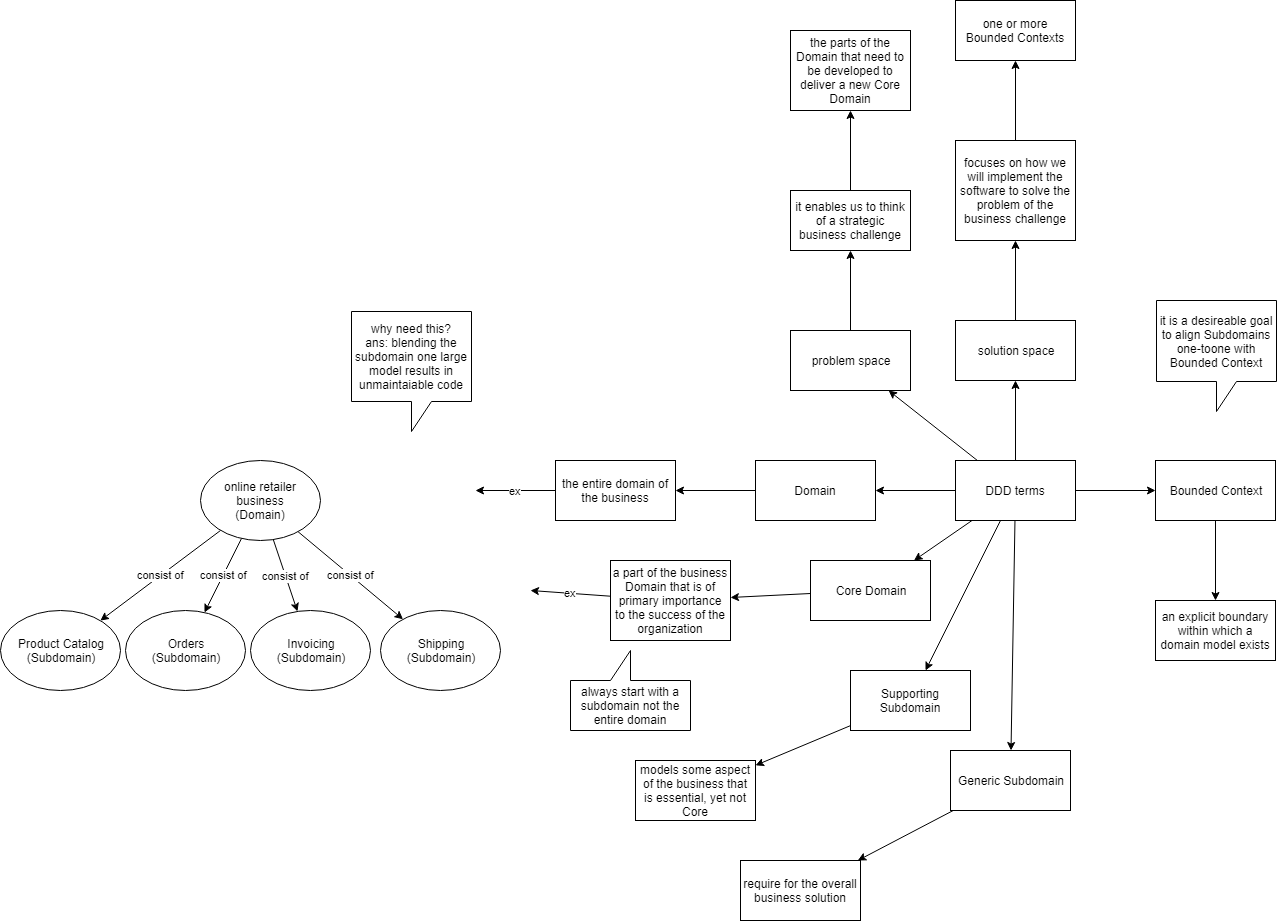 one or more
Bounded Contexts
the parts of the
Domain that need to
be developed to
deliver a new Core
Domain
focuses on how we
will implement the
software to solve the
problem of the
business challenge
it enables us to think
of a strategic
business challenge
it is a desireable goal
to align Subdomains
one-toone with
Bounded Context
why need this?
ans: blending the
subdomain one large
model results in
unmaintaiable code
problem space
solution space
online retailer
business
(Domain)
ex
the entire domain of
the business
Domain
DDD terms
Bounded Context
consist of
consist of
consist of
consist of
ex
a part of the business
Domain that is of
primary importance
to the success of the
organization
Core Domain
an explicit boundary
within which a
domain model exists
Product Catalog
(Subdomain)
Orders
(Subdomain)
Invoicing
(Subdomain)
Shipping
(Subdomain)
always start with a
subdomain not the
entire domain
Supporting
Subdomain
models some aspect
of the business that
is essential, yet not
Core
Generic Subdomain
require for the overall
business solution